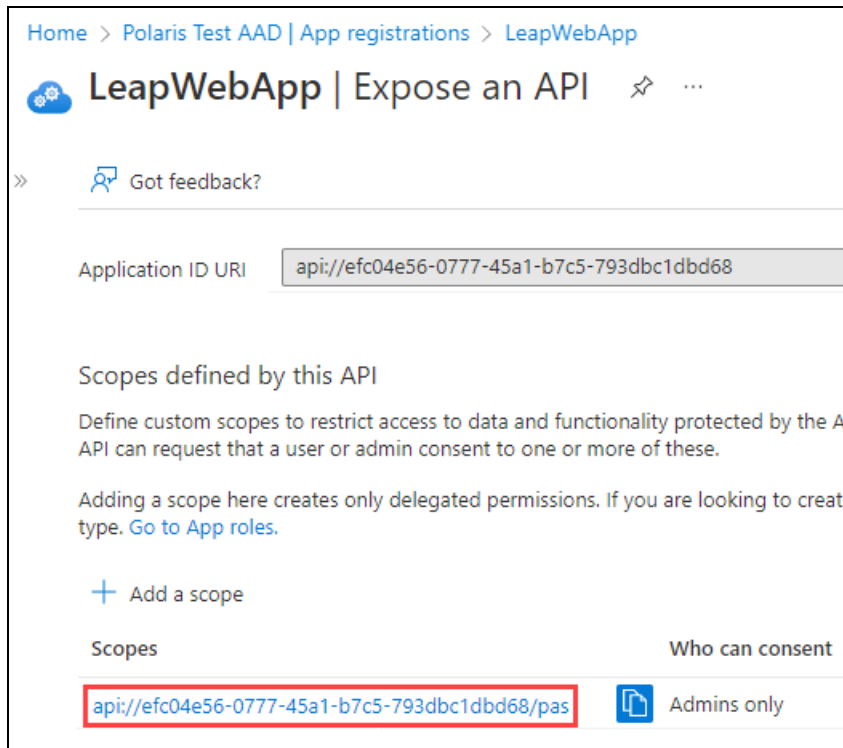 Home > Polaris Test AAD | App registrations > LeapWebApp
LeapWebApp | Expose an API
Got feedback?
Application ID URI api://efc04e56-0777-45a1-b7c5-793dbc1dbd68
Scopes defined by this API
Define custom scopes to restrict access to data and functionality protected by the A
API can request that a user or admin consent to one or more of these.
Adding a scope here creates only delegated permissions. If you are looking to creat
type. Go to App roles.
Add a scope
Scopes Who can consent
api://efc04e56-0777-45a1-b7c5-793dbc1dbd68/pas Admins only